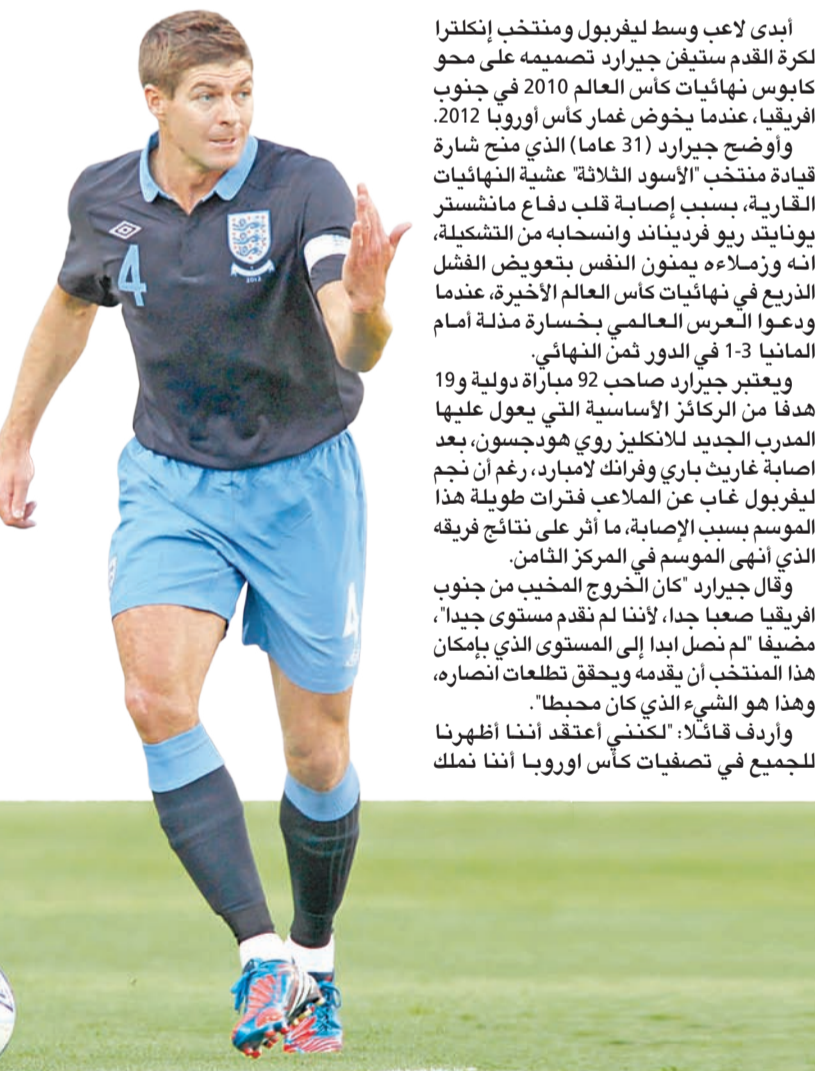 أبدى لاعب وسط ليفربول ومنتخب إنكلترا
لكرة القدم ستيفن جيرارد تصميمه على محو
كابوس نهائيات كأس العالم 2010 في جنوب
افريقيا، عندما يخوض غمار كأس أوروبا 2012.
وأوضح جيرارد (31 عاما) الذي منح شارة
قيادة منتخب "الأسود الثلاثة" عشية النهائيات
القارية، بسبب إصابة قلب دفاع مانشستر
يونايتد ريو فرديناند وانسحابه من التشكيلة،
انه وزملاءه يمنون النفس بتعويض الفشل
الذريع في نهائيات كأس العالم الأخيرة، عندما
ودعوا العرس العالمي بخسارة مذلة أمام
المانيا 3-1 في الدور ثمن النهائي.
ويعتبر جيرارد صاحب 92 مباراة دولية و19
هدفا من الركائز الأساسية التي يعول عليها
المدرب الجديد للانكليز روي هودجسون، بعد
اصابة غاريث باري وفرانك لامبارد، رغم أن نجم
ليفربول غاب عن الملاعب فترات طويلة هذا
الموسم بسبب الإصابة، ما أثر على نتائج فريقه
الذي أنهى الموسم في المركز الثامن.
وقال جيرارد "كان الخروج المخيب من جنوب
افريقيا صعبا جدا، لأننا لم نقدم مستوى جيدا"،
مضيفا "لم نصل ابدا إلى المستوى الذي بإمكان
هذا المنتخب أن يقدمه ويحقق تطلعات انصاره،
وهذا هو الشيء الذي كان محبطا".
وأردف قائلا: "لكنني أعتقد أننا أظهرنا
للجميع في تصفيات كأس اوروبا أننا نملك
4
2012
4